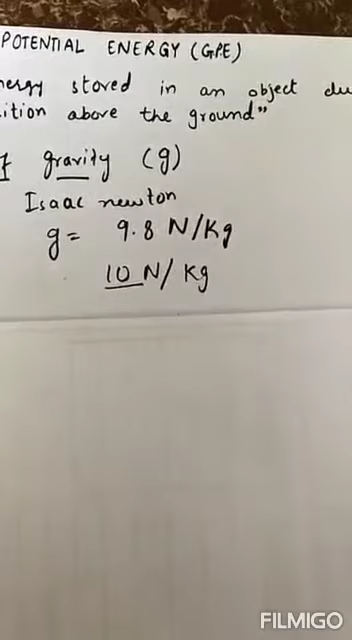 POTENTIAL ENERGY (GPE)
stored in an object
above the ground"
gravity (g)
Isaac newton
g = 9.8 N/Kg
10 N/ Kg
FILMIGO